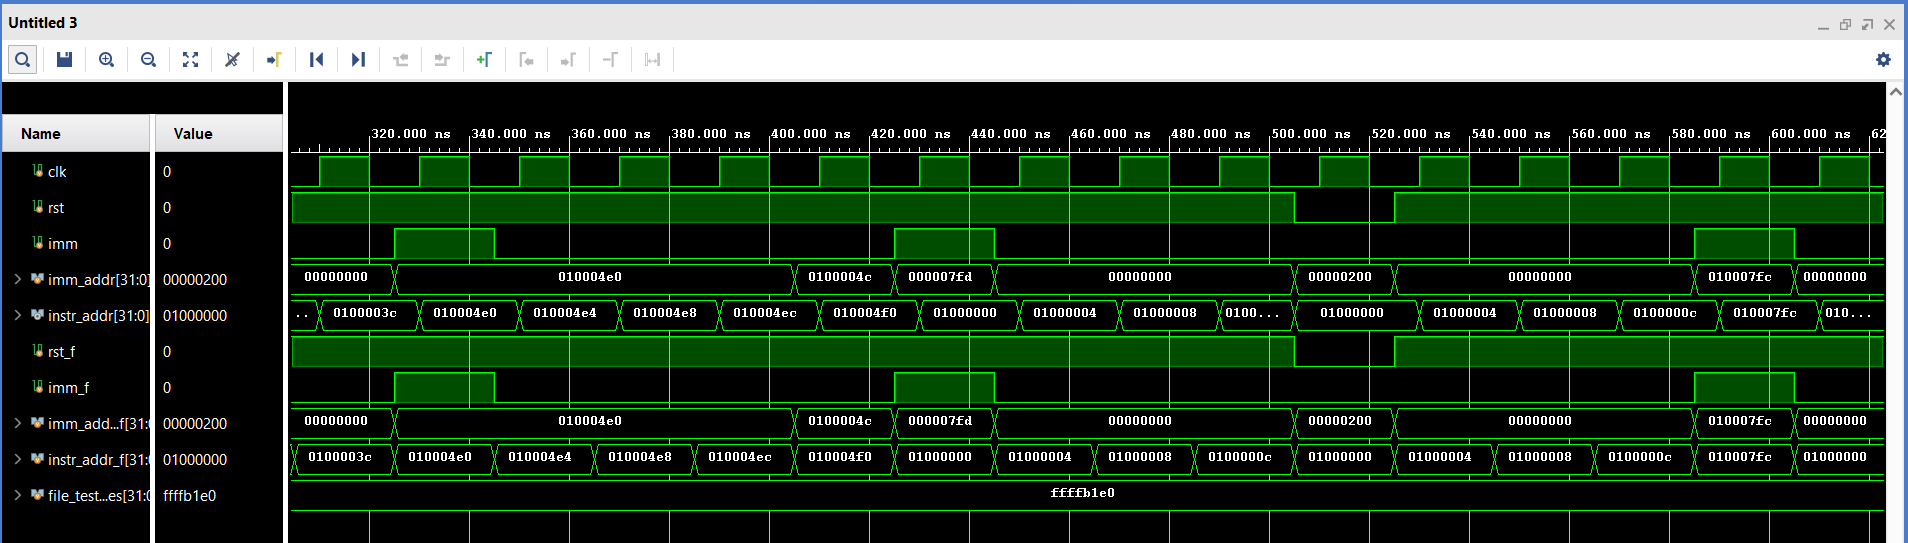 Untitled 3
Name Value
320.000 ns 340.000 ns 360.000 ns 380.000 ns 400.000 ns 420.000 ns 440.000 ns 460.000 ns 480.000 ns 500.000 ns 520.000 ns 540.000 ns 560.000 ns 580.000 ns 600.000 ns 62
clk 0
rst 0
imm 0
imm_addr[31:0] 00000200 00000000 010004e0 0100004c 000007fd 00000000 00000200 00000000 010007fc 00000000
instr_addr[31:0] 01000000 .. 0100003c 010004e0 010004e4 010004e8 010004ec 010004f0 01000000 01000004 01000008 0100... 01000000 01000004 01000008 0100000c 010007fc 010...
rst_f 0
imm_f 0
imm_add...f[31:0 00000200 00000000 010004e0 0100004c 000007fd 00000000 00000200 00000000 010007fc 00000000
instr_addr_f[31:0 01000000 0100003c 010004e0 010004e4 010004e8 010004ec 010004f0 01000000 01000004 01000008 0100000c 01000000 01000004 01000008 0100000c 010007fc 01000000
file_test...es[31:0 ffffb1e0 ffffb1e0